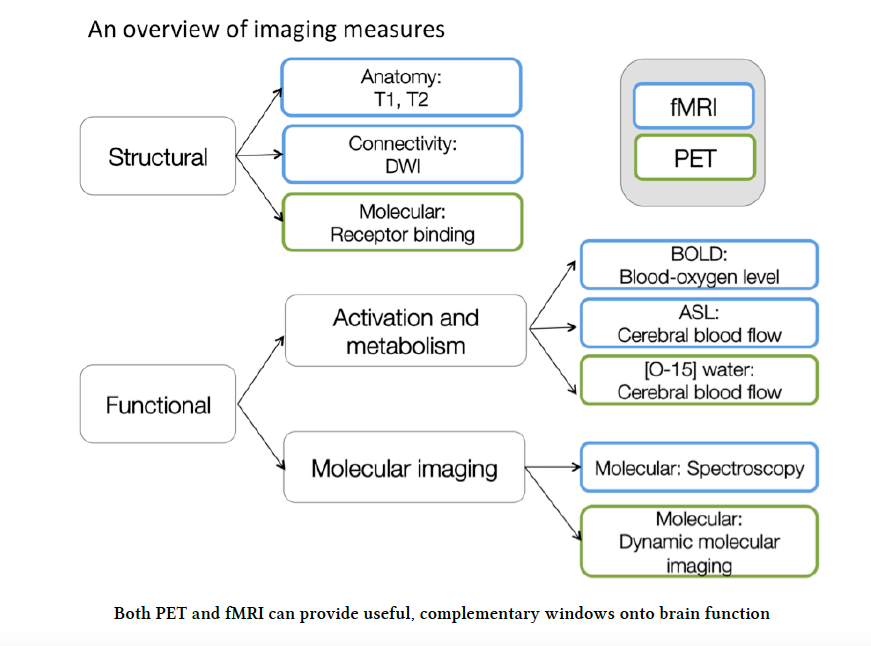 An overview of imaging measures
Anatomy:
T1, T2
Structural
Connectivity:
DWI
Molecular:
Receptor binding
fMRI
PET
Functional
Activation and
metabolism
BOLD:
Blood-oxygen level
ASL:
Cerebral blood flow
[O-15] water:
Cerebral blood flow
Molecular imaging
Molecular: Spectroscopy
Molecular:
Dynamic molecular
imaging
Both PET and fMRI can provide useful, complementary windows onto brain function